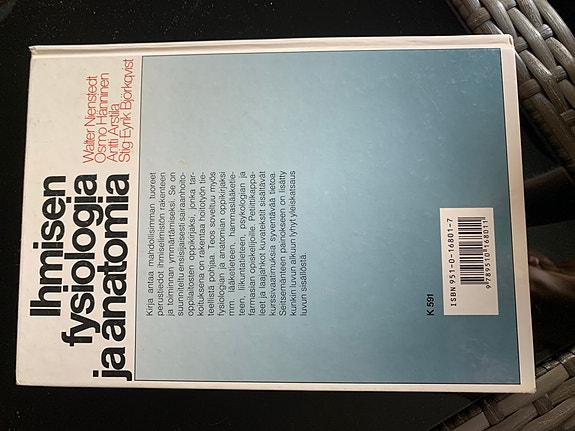 Ihmisen
fysiologia
ja anatomia
Walter Nienstedt
Osmo Hänninen
Antti Arstila
Stig-Eyrik Björkqvist
Kirja antaa mahdollisimman tuoreet
perustiedot ihmiselimistön rakenteen
ja toiminnan ymmärtämiseksi. Se on
suunniteltu ensisijaisesti sairaanhoito-
oppilaitosten oppikirjaksi, jonka tar-
koituksena on rakentaa hoitotyön tie-
teellistä pohjaa. Teos soveltuu myös
fysiologian ja anatomian oppikirjaksi
mm. lääketieteen, hammaslääketie-
teen, liikuntatieteen, psykologian ja
farmasian opiskelijoille. Petiittikappa-
leet ja laajahkot kuvatekstit sisältävät
kurssivaatimuksia syventävää tietoa.
Seitsemänteen painokseen on lisätty
kunkin luvun alkuun lyhyt yleiskatsaus
luvun sisällöstä.
K 591
ISBN 951-0-16801-7
9789510168011